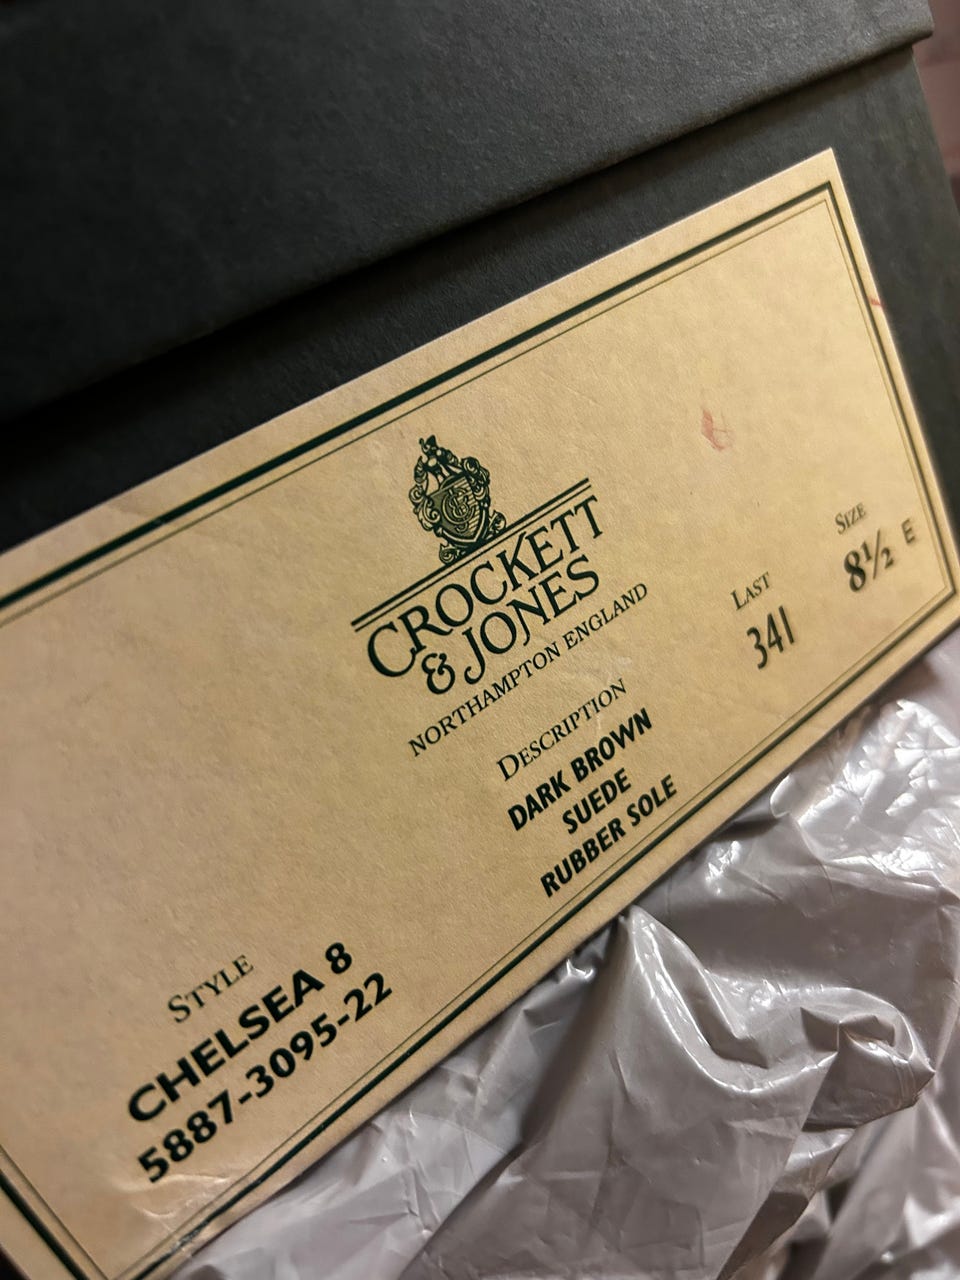 CROCKETT
& JONES
NORTHAMPTON ENGLAND
STYLE
CHELSEA 8
5887-3095-22
DESCRIPTION
DARK BROWN
SUEDE
RUBBER SOLE
LAST
341
SIZE
8½ E